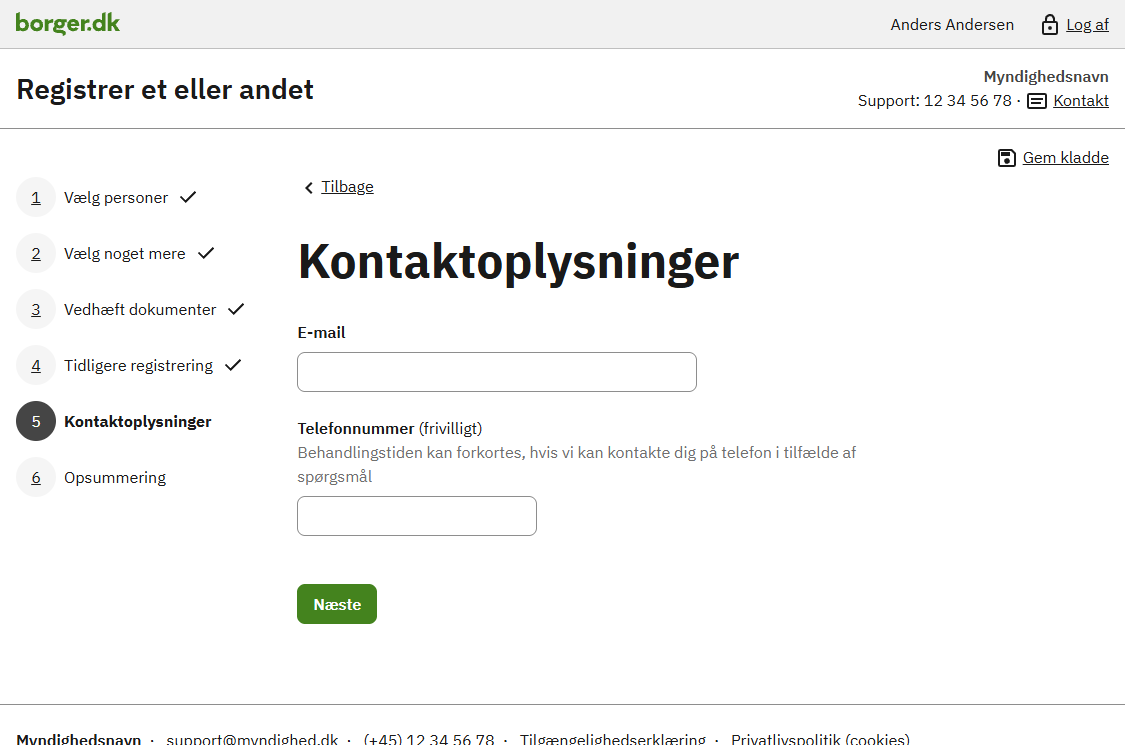 borger.dk
Anders Andersen
Log af
Registrer et eller andet
Myndighedsnavn
Support: 12 34 56 78 · Kontakt
Gem kladde
1 Vælg personer
2 Vælg noget mere
3 Vedhæft dokumenter
4 Tidligere registrering
5 Kontaktoplysninger
6 Opsummering
Tilbage
Kontaktoplysninger
E-mail
Telefonnummer (frivilligt)
Behandlingstiden kan forkortes, hvis vi kan kontakte dig på telefon i tilfælde af
spørgsmål
Næste
Myndighedsnavn · support@myndighed.dk · (+45) 12 34 56 78 · Tilgængelighedserklæring · Privatlivspolitik (cookies)